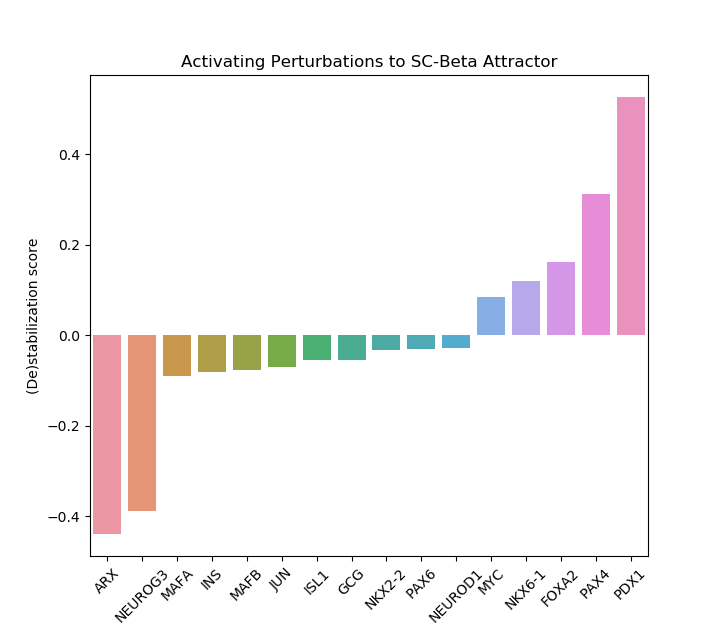 Activating Perturbations to SC-Beta Attractor
(De)stabilization score
0.4
0.2
0.0
−0.2
−0.4
ARX
NEUROG3
MAFA
INS
MAFB
JUN
ISL1
GCG
NKX2-2
PAX6
NEUROD1
MYC
NKX6-1
FOXA2
PAX4
PDX1